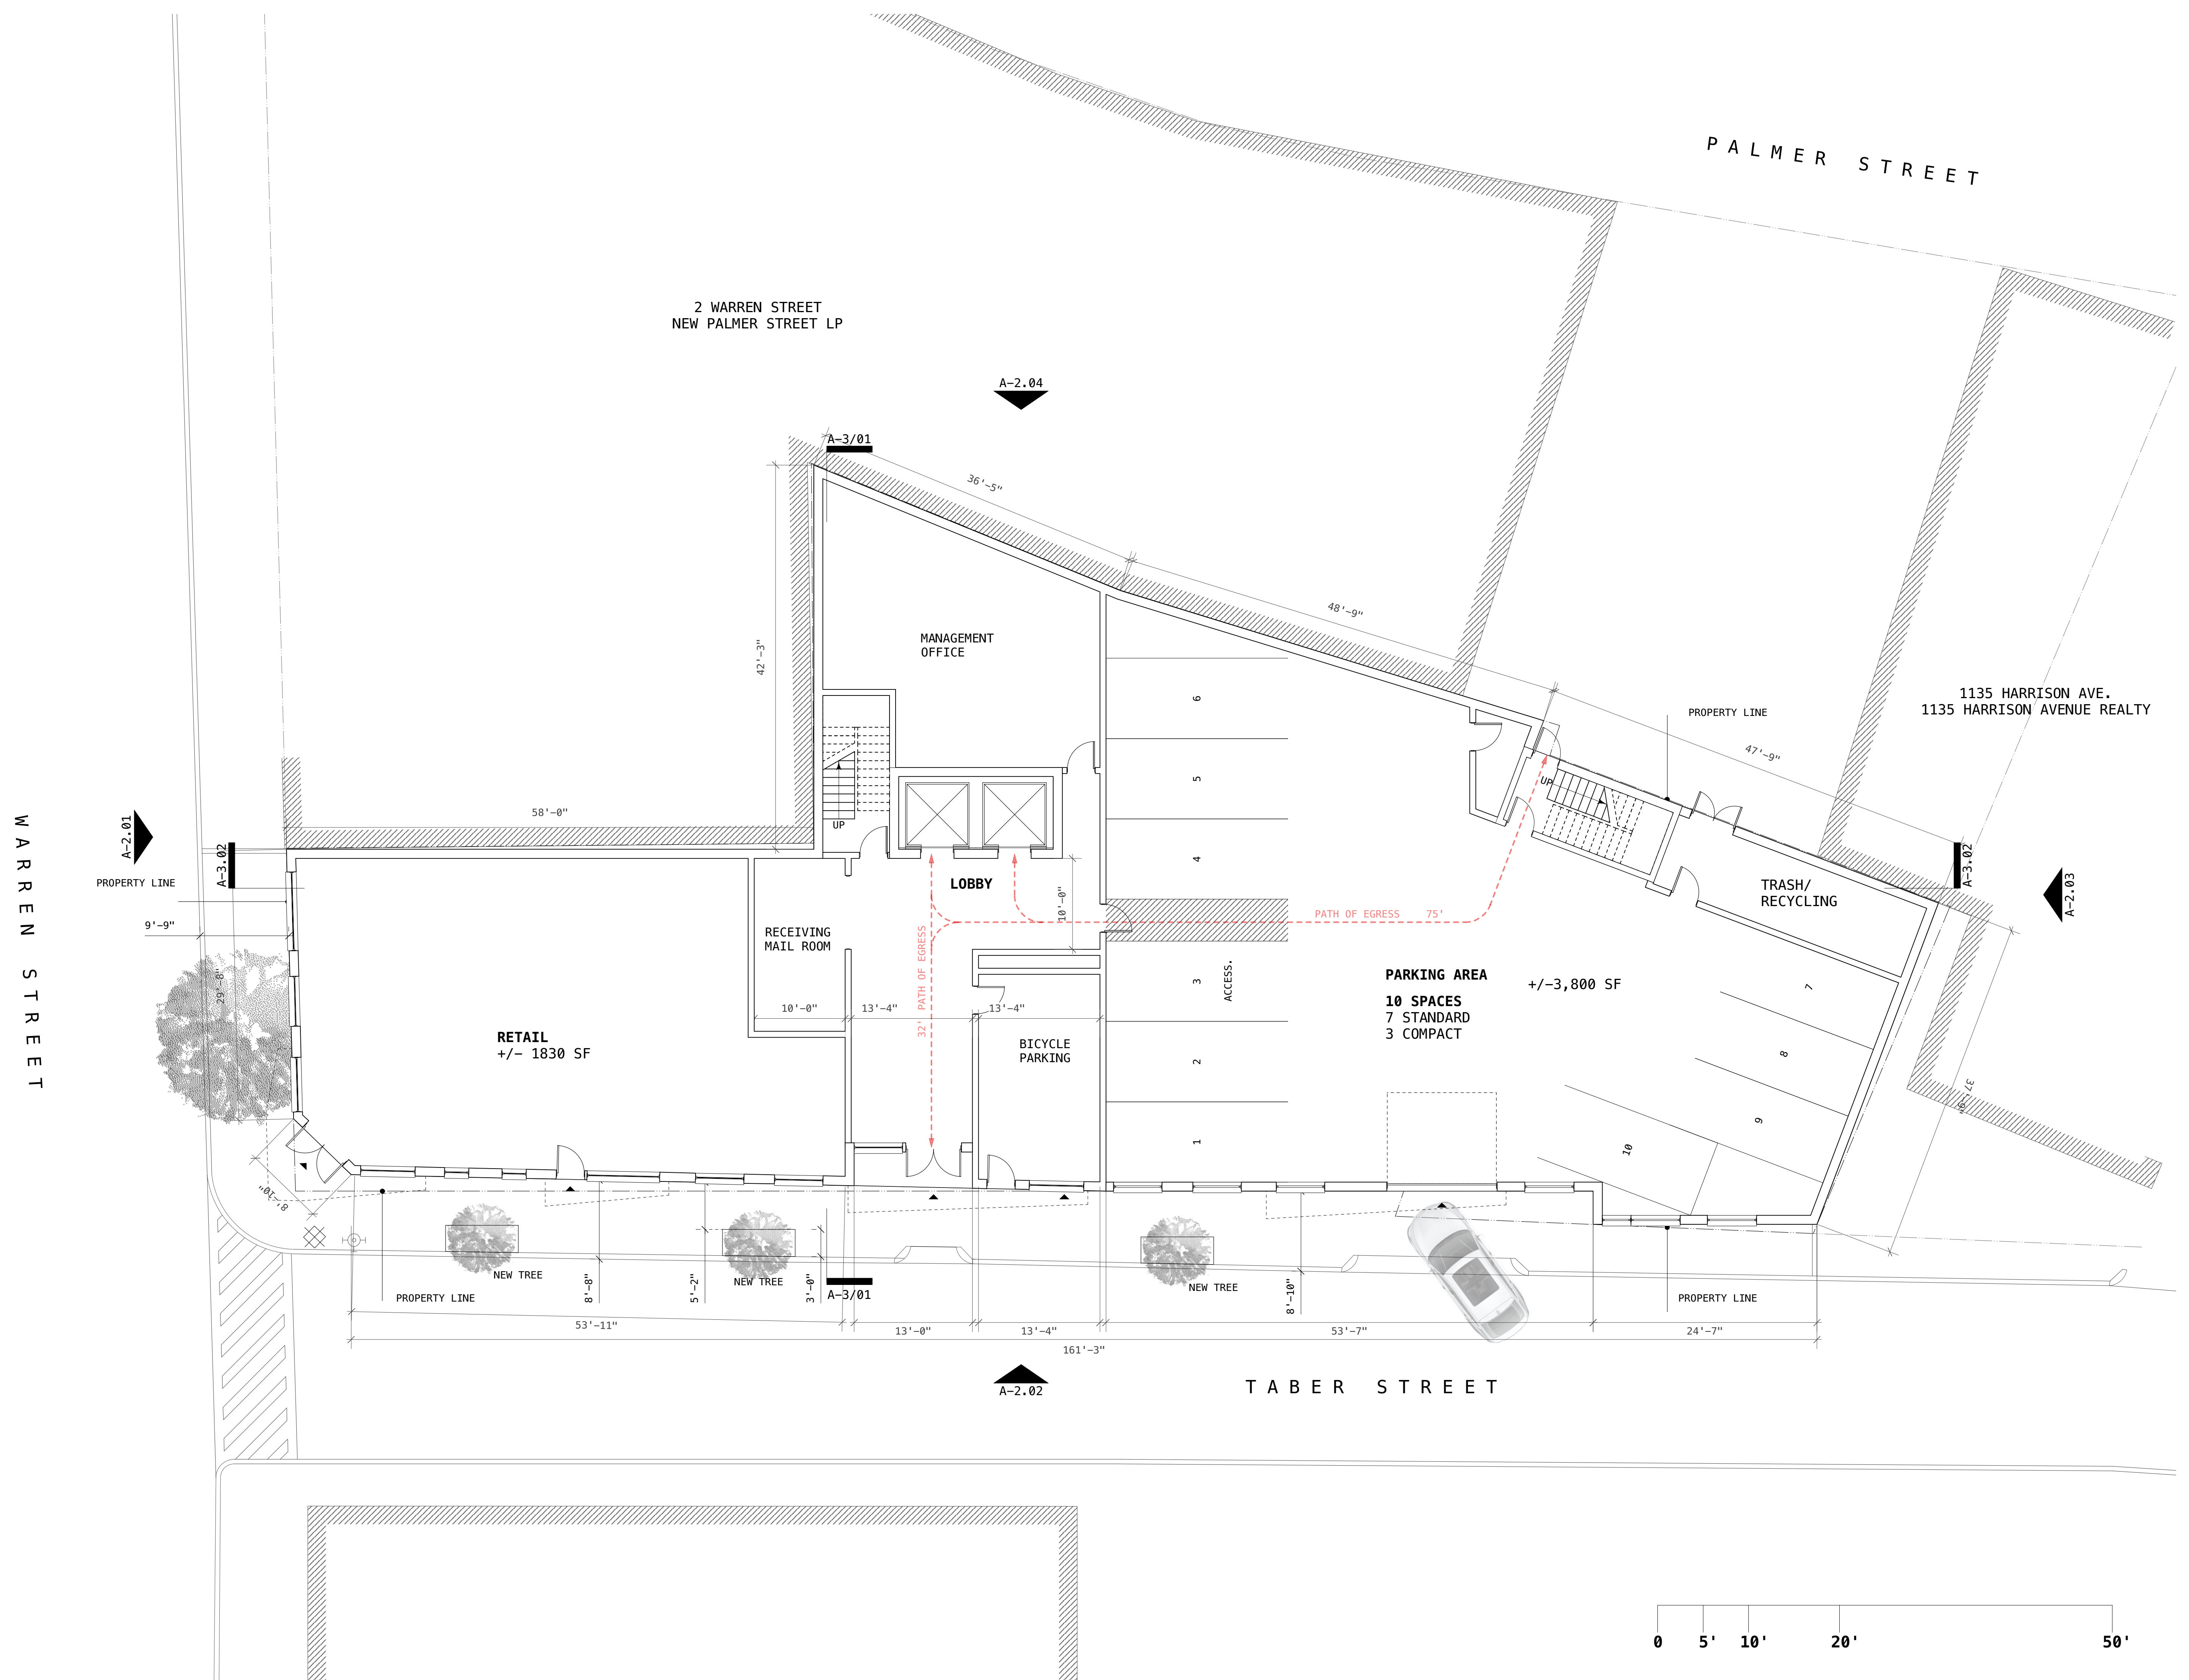 PALMER STREET
2 WARREN STREET
NEW PALMER STREET LP
A-2.04
A-3/01
36'-5"
48'-9"
42'-3"
MANAGEMENT
OFFICE
6
1135 HARRISON AVE.
1135 HARRISON AVENUE REALTY
PROPERTY LINE
47'-9"
5
UP
58'-0"
UP
WARREN STREET
A-2.01
A-3.02
PROPERTY LINE
9'-9"
29'-8"
LOBBY
10'-0"
4
PATH OF EGRESS 75'
TRASH/
RECYCLING
A-3.02
A-2.03
RECEIVING
MAIL ROOM
32' PATH OF EGRESS
10'-0"
13'-4"
13'-4"
3
ACCESS.
PARKING AREA
+/-3,800 SF
10 SPACES
7 STANDARD
3 COMPACT
7
RETAIL
+/- 1830 SF
BICYCLE
PARKING
2
8
37'-9"
9
1
10
8'-10"
NEW TREE
PROPERTY LINE
8'-8"
5'-2"
NEW TREE
3'-0"
A-3/01
NEW TREE
8'-10"
PROPERTY LINE
53'-11"
13'-0"
13'-4"
53'-7"
24'-7"
161'-3"
A-2.02
TABER STREET
0 5' 10' 20' 50'